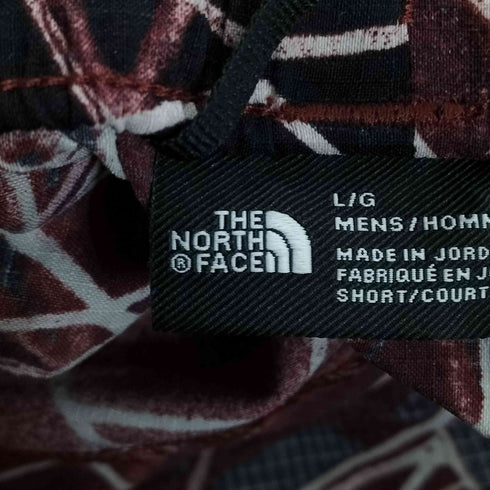 THE
NORTH
® FACE
L/G
MENS/HOMM
MADE IN JORD
FABRIQUÉ EN J
SHORT/COURT